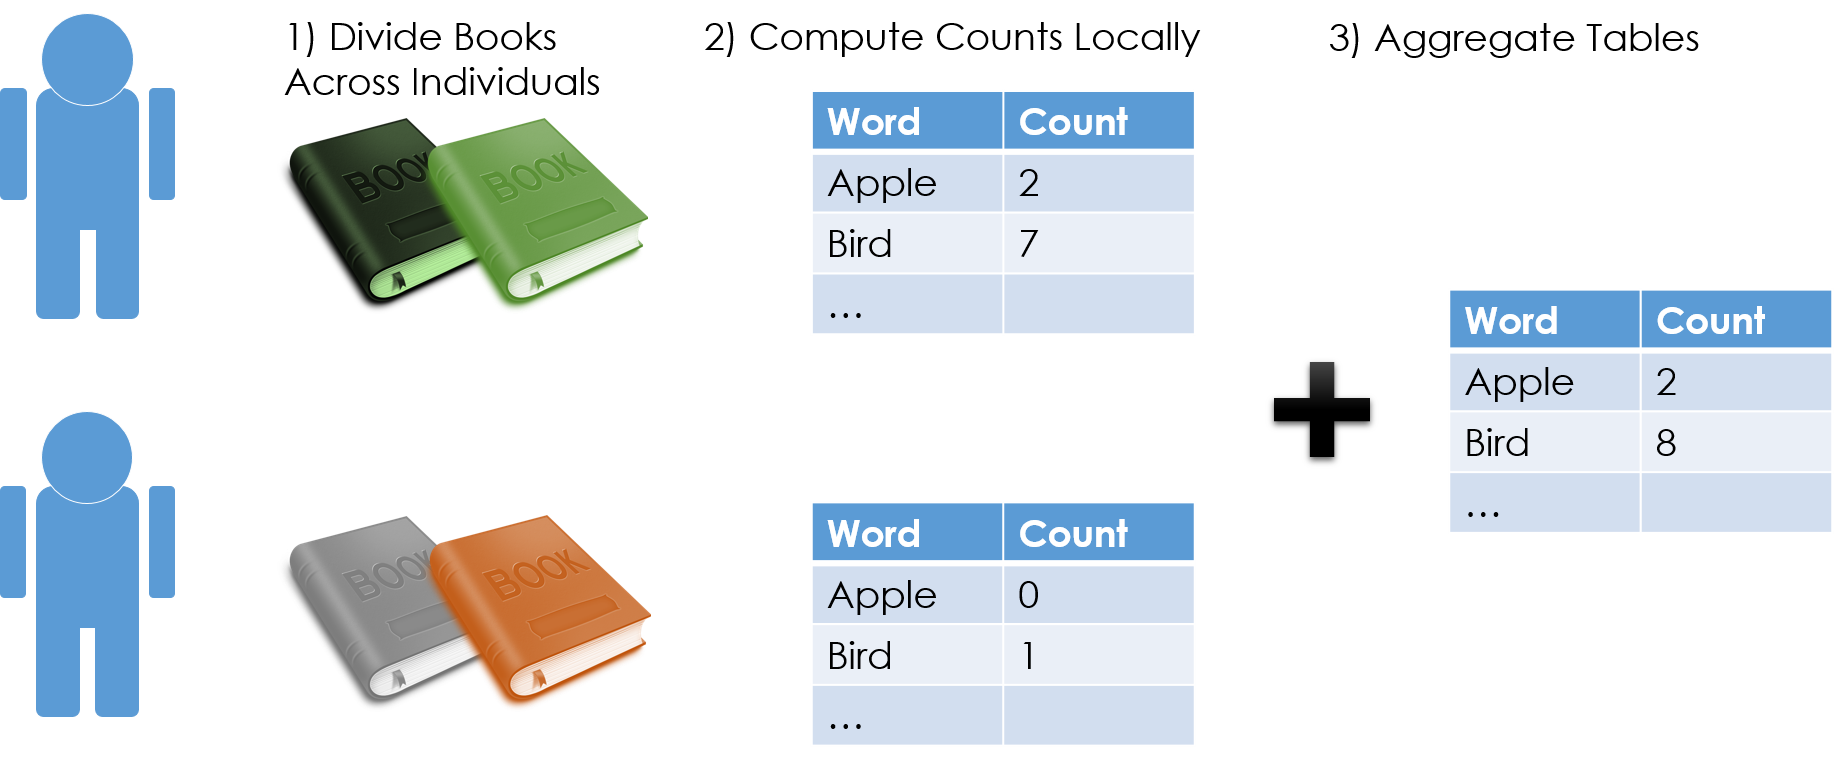 1) Divide Books
Across Individuals
2) Compute Counts Locally
3) Aggregate Tables
BOOK
BOOK
Word Count
Apple 2
Bird 7
...
BOOK
BOOK
Word Count
Apple 0
Bird 1
...
Word Count
Apple 2
Bird 8
...